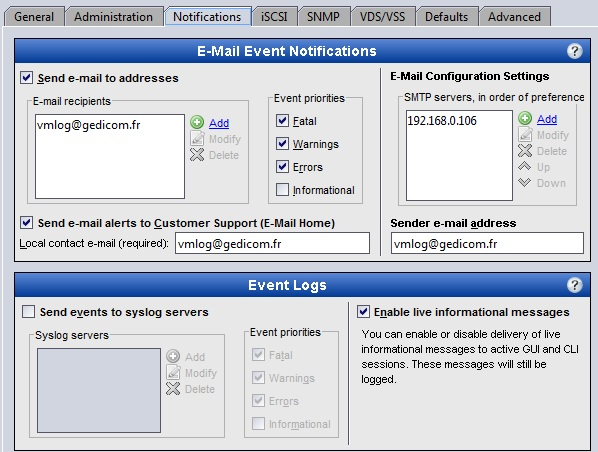 General Administration Notifications iSCSI SNMP VDS/VSS Defaults Advanced
E-Mail Event Notifications ?
Send e-mail to addresses
E-mail recipients
vmlog@gedicom.fr
Add
Modify
Delete
Event priorities
Fatal
Warnings
Errors
Informational
Send e-mail alerts to Customer Support (E-Mail Home)
Local contact e-mail (required): vmlog@gedicom.fr
E-Mail Configuration Settings
SMTP servers, in order of preference
192.168.0.106
Add
Modify
Delete
Up
Down
Sender e-mail address
vmlog@gedicom.fr
Event Logs ?
Send events to syslog servers
Syslog servers
Add
Modify
Delete
Event priorities
Fatal
Warnings
Errors
Informational
Enable live informational messages
You can enable or disable delivery of live
informational messages to active GUI and CLI
sessions. These messages will still be
logged.